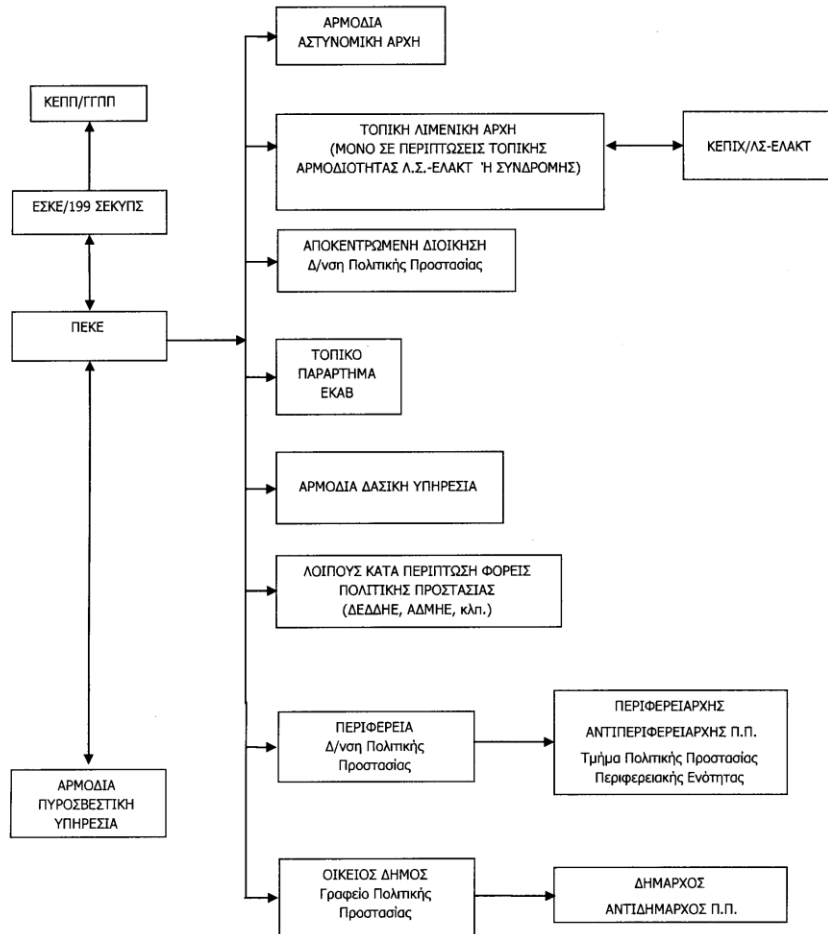 ΑΡΜΟΔΙΑ
ΑΣΤΥΝΟΜΙΚΗ ΑΡΧΗ
ΚΕΠΠ/ΓΓΠΠ
ΤΟΠΙΚΗ ΛΙΜΕΝΙΚΗ ΑΡΧΗ
(ΜΟΝΟ ΣΕ ΠΕΡΙΠΤΩΣΕΙΣ ΤΟΠΙΚΗΣ
ΑΡΜΟΔΙΟΤΗΤΑΣ Λ.Σ.-ΕΛΑΚΤ Ή ΣΥΝΔΡΟΜΗΣ)
ΚΕΠΙΧ/ΛΣ-ΕΛΑΚΤ
ΕΣΚΕ/199 ΣΕΚΥΠΣ
ΑΠΟΚΕΝΤΡΩΜΕΝΗ ΔΙΟΙΚΗΣΗ
Δ/νση Πολιτικής Προστασίας
ΠΕΚΕ
ΤΟΠΙΚΟ
ΠΑΡΑΡΤΗΜΑ
ΕΚΑΒ
ΑΡΜΟΔΙΑ ΔΑΣΙΚΗ ΥΠΗΡΕΣΙΑ
ΛΟΙΠΟΥΣ ΚΑΤΑ ΠΕΡΙΠΤΩΣΗ ΦΟΡΕΙΣ
ΠΟΛΙΤΙΚΗΣ ΠΡΟΣΤΑΣΙΑΣ
(ΔΕΔΔΗΕ, ΑΔΜΗΕ, κλπ.)
ΠΕΡΙΦΕΡΕΙΑ
Δ/νση Πολιτικής
Προστασίας
ΠΕΡΙΦΕΡΕΙΑΡΧΗΣ
ΑΝΤΙΠΕΡΙΦΕΡΕΙΑΡΧΗΣ Π.Π.
Τμήμα Πολιτικής Προστασίας
Περιφερειακής Ενότητας
ΑΡΜΟΔΙΑ
ΠΥΡΟΣΒΕΣΤΙΚΗ
ΥΠΗΡΕΣΙΑ
ΟΙΚΕΙΟΣ ΔΗΜΟΣ
Γραφείο Πολιτικής
Προστασίας
ΔΗΜΑΡΧΟΣ
ΑΝΤΙΔΗΜΑΡΧΟΣ Π.Π.